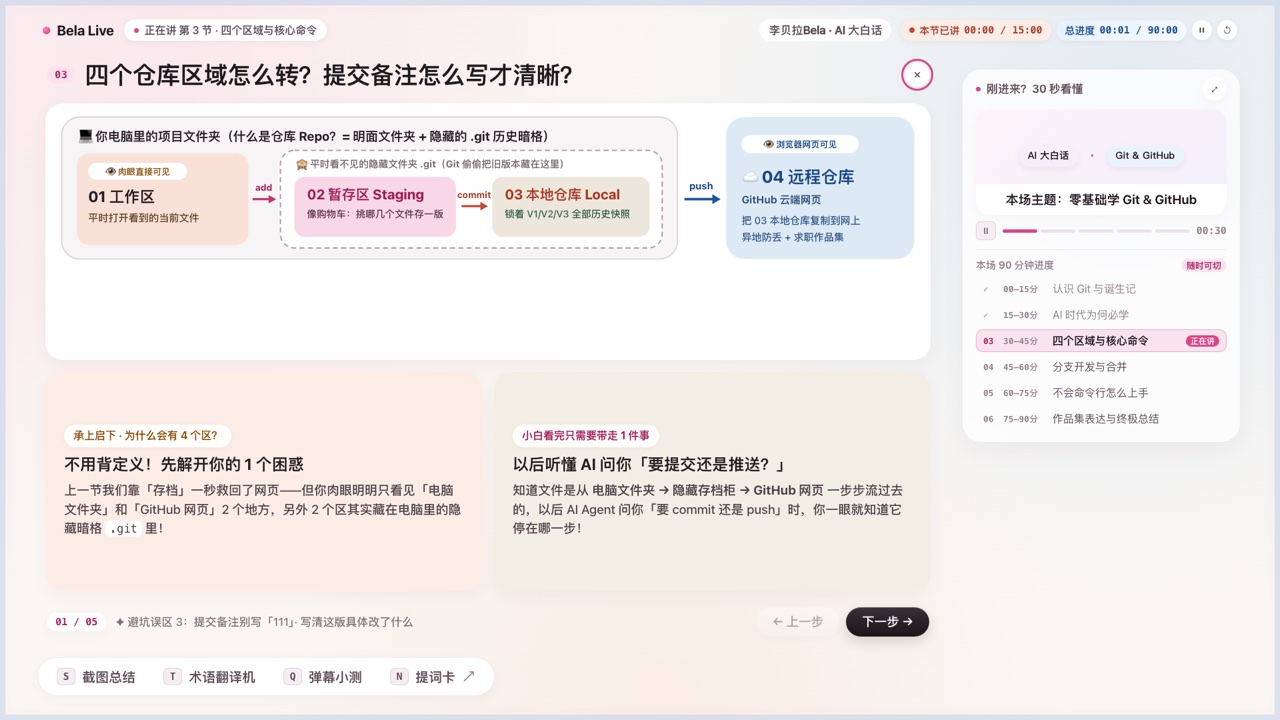 Bela Live
正在讲 第 3 节 · 四个区域与核心命令
李贝拉Bela · AI 大白话
本节已讲 00:00 / 15:00
总进度 00:01 / 90:00
03 四个仓库区域怎么转？提交备注怎么写才清晰？
你电脑里的项目文件夹（什么是仓库 Repo？= 明面文件夹 + 隐藏的 .git 历史暗格）
肉眼直接可见
01 工作区
平时打开看到的当前文件
add
平时看不见的隐藏文件夹 .git（Git 偷偷把旧版本藏在这里）
02 暂存区 Staging
像购物车：挑哪几个文件存一版
commit
03 本地仓库 Local
锁着 V1/V2/V3 全部历史快照
push
浏览器网页可见
04 远程仓库
GitHub 云端网页
把 03 本地仓库复制到网上
异地防丢 + 求职作品集
承上启下 · 为什么会有 4 个区？
不用背定义！先解开你的 1 个困惑
上一节我们靠「存档」一秒救回了网页——但你肉眼明明只看见「电脑
文件夹」和「GitHub 网页」2 个地方，另外 2 个区其实藏在电脑里的隐
藏暗格 .git 里！
小白看完只需要带走 1 件事
以后听懂 AI 问你「要提交还是推送？」
知道文件是从 电脑文件夹 → 隐藏存档柜 → GitHub 网页 一步步流过去
的，以后 AI Agent 问你「要 commit 还是 push」时，你一眼就知道它
停在哪一步！
01 / 05
✦ 避坑误区 3：提交备注别写「111」· 写清这版具体改了什么
← 上一步
下一步 →
S 截图总结
T 术语翻译机
Q 弹幕小测
N 提词卡 ↗
刚进来？30 秒看懂
AI 大白话 · Git & GitHub
本场主题：零基础学 Git & GitHub
00:30
本场 90 分钟进度
随时可切
✓ 00–15分 认识 Git 与诞生记
✓ 15–30分 AI 时代为何必学
03 30–45分 四个区域与核心命令 正在讲
04 45–60分 分支开发与合并
05 60–75分 不会命令行怎么上手
06 75–90分 作品集表达与终极总结